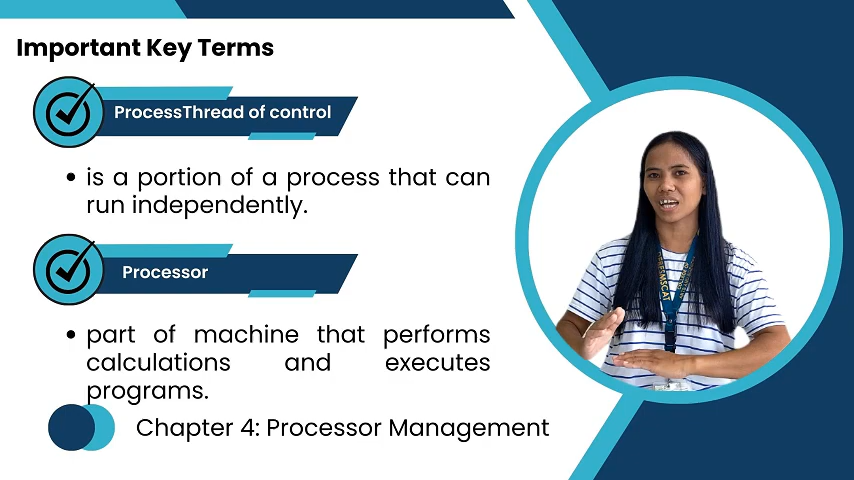 Important Key Terms
ProcessThread of control
• is a portion of a process that can
run independently.
Processor
• part of machine that performs
calculations and executes
programs.
Chapter 4: Processor Management